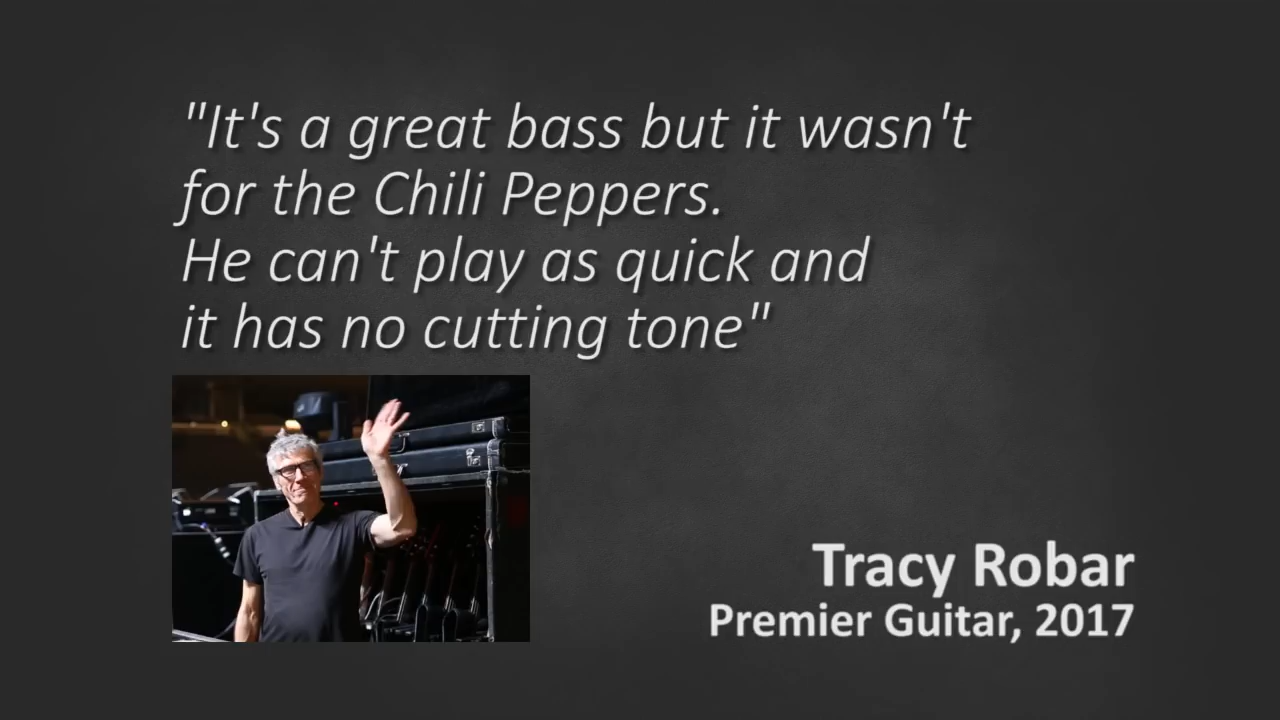 "It's a great bass but it wasn't
for the Chili Peppers.
He can't play as quick and
it has no cutting tone"
Tracy Robar
Premier Guitar, 2017